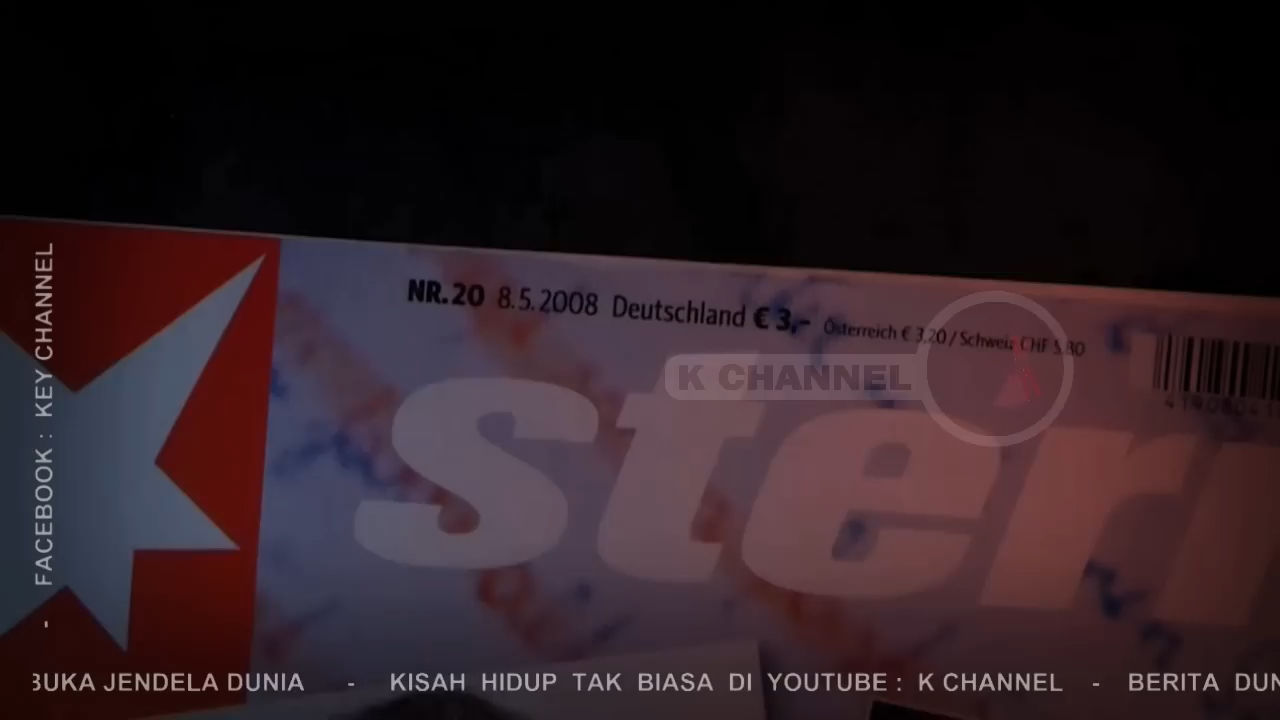 NR.20 8.5.2008 Deutschland € 3,- Österreich € 3,20 / Schweiz CHF 5,80
stern
K CHANNEL
- FACEBOOK : KEY CHANNEL
BUKA JENDELA DUNIA - KISAH HIDUP TAK BIASA DI YOUTUBE : K CHANNEL - BERITA DUN